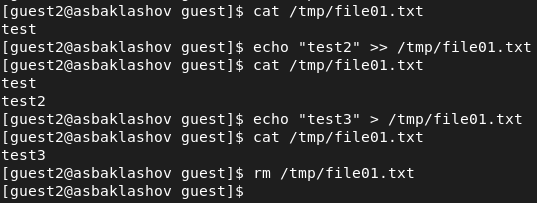 [guest2@asbaklashov guest]$ cat /tmp/file01.txt
test
[guest2@asbaklashov guest]$ echo "test2" >> /tmp/file01.txt
[guest2@asbaklashov guest]$ cat /tmp/file01.txt
test
test2
[guest2@asbaklashov guest]$ echo "test3" > /tmp/file01.txt
[guest2@asbaklashov guest]$ cat /tmp/file01.txt
test3
[guest2@asbaklashov guest]$ rm /tmp/file01.txt
[guest2@asbaklashov guest]$